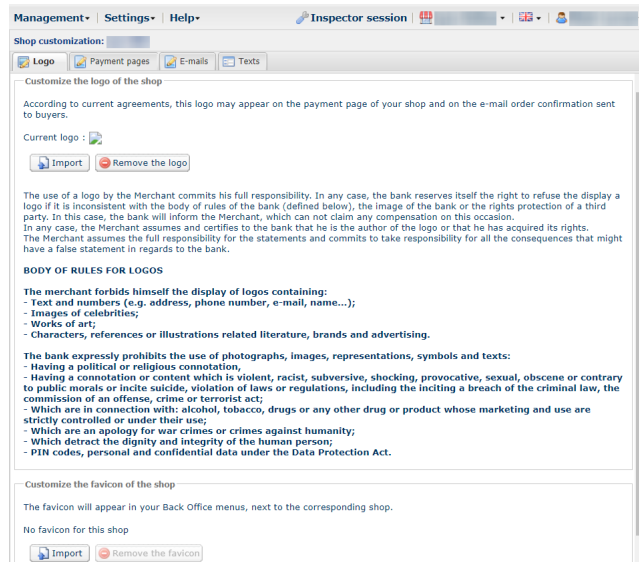 Management Settings Help Inspector session
Shop customization:
Logo Payment pages E-mails Texts
Customize the logo of the shop
According to current agreements, this logo may appear on the payment page of your shop and on the e-mail order confirmation sent
to buyers.
Current logo :
Import Remove the logo
The use of a logo by the Merchant commits his full responsibility. In any case, the bank reserves itself the right to refuse the display a
logo if it is inconsistent with the body of rules of the bank (defined below), the image of the bank or the rights protection of a third
party. In this case, the bank will inform the Merchant, which can not claim any compensation on this occasion.
In any case, the Merchant assumes and certifies to the bank that he is the author of the logo or that he has acquired its rights.
The Merchant assumes the full responsibility for the statements and commits to take responsibility for all the consequences that might
have a false statement in regards to the bank.
BODY OF RULES FOR LOGOS
The merchant forbids himself the display of logos containing:
- Text and numbers (e.g. address, phone number, e-mail, name...);
- Images of celebrities;
- Works of art;
- Characters, references or illustrations related literature, brands and advertising.
The bank expressly prohibits the use of photographs, images, representations, symbols and texts:
- Having a political or religious connotation,
- Having a connotation or content which is violent, racist, subversive, shocking, provocative, sexual, obscene or contrary
to public morals or incite suicide, violation of laws or regulations, including the inciting a breach of the criminal law, the
commission of an offense, crime or terrorist act;
- Which are in connection with: alcohol, tobacco, drugs or any other drug or product whose marketing and use are
strictly controlled or under their use;
- Which are an apology for war crimes or crimes against humanity;
- Which detract the dignity and integrity of the human person;
- PIN codes, personal and confidential data under the Data Protection Act.
Customize the favicon of the shop
The favicon will appear in your Back Office menus, next to the corresponding shop.
No favicon for this shop
Import Remove the favicon